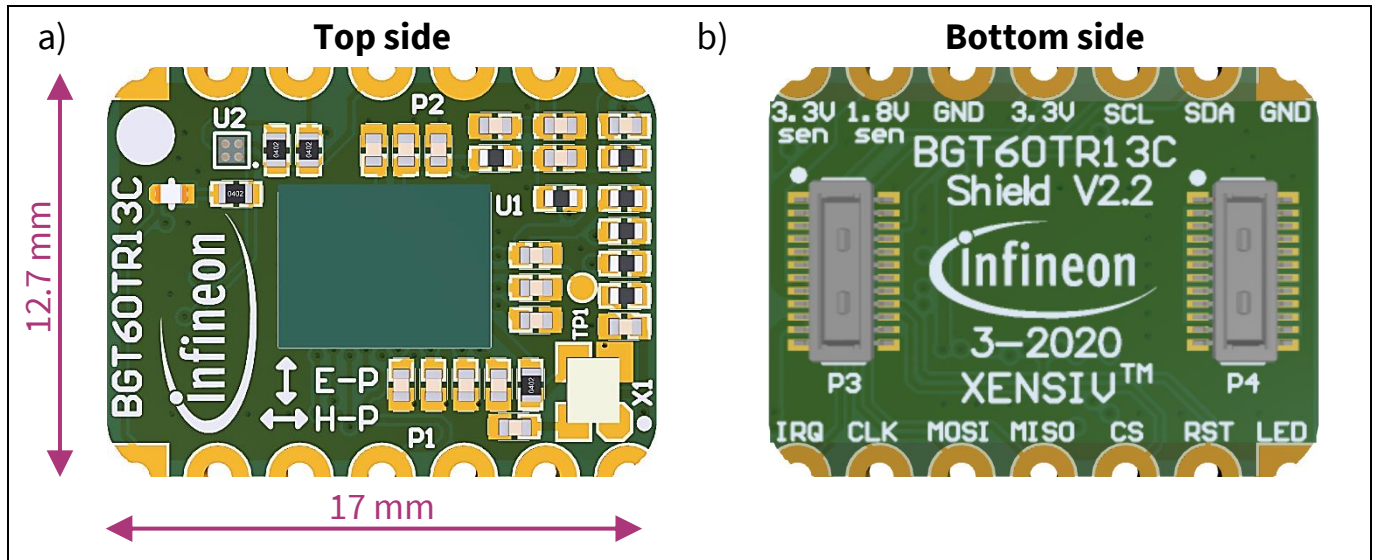 a)
Top side
b)
Bottom side
12.7 mm
17 mm
P2
U2
0402
0402
0402
BGT60TR13C
infineon
U1
TP1
E-P
H-P
0402
X1
P1
3.3V sen
1.8V sen
GND
3.3V
SCL
SDA
GND
BGT60TR13C
Shield V2.2
infineon
3-2020
XENSIV™
P3
P4
IRQ
CLK
MOSI
MISO
CS
RST
LED